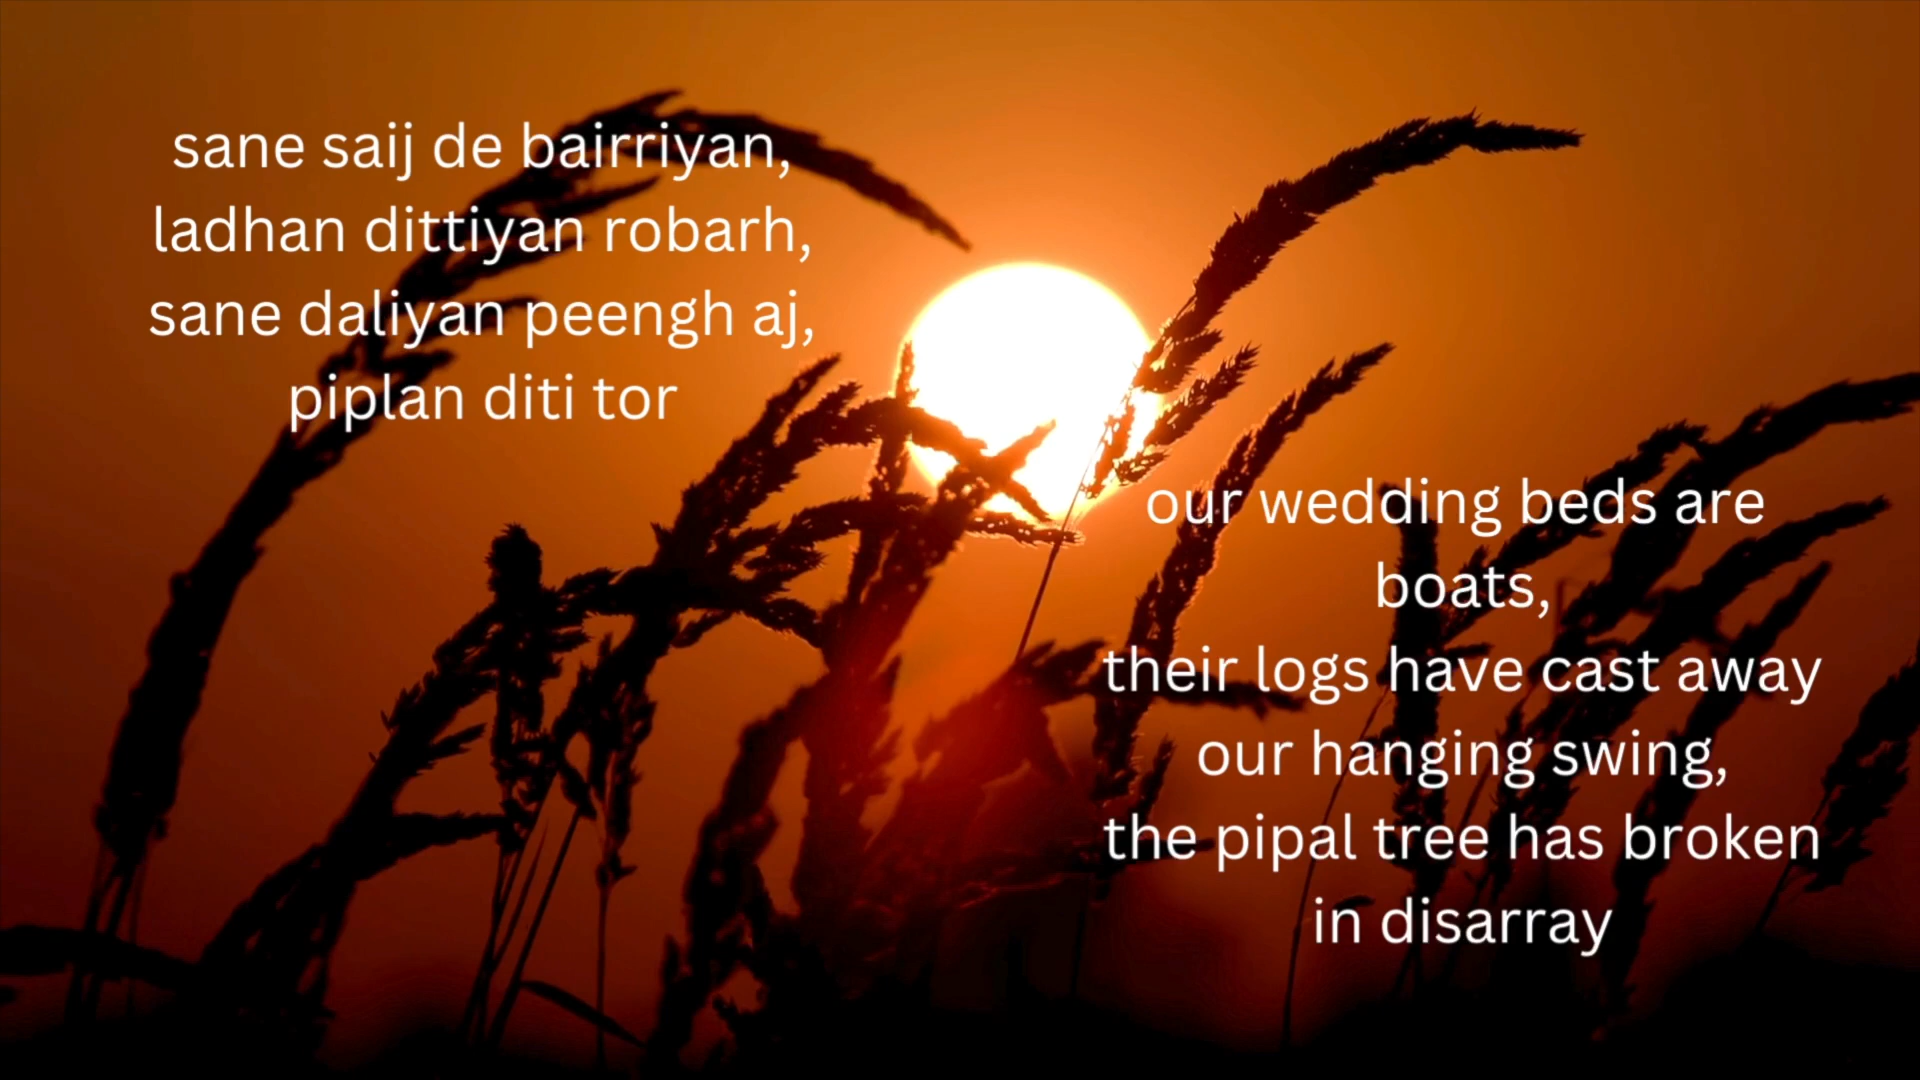 sane saij de bairriyan,
ladhan dittiyan robarh,
sane daliyan peengh aj,
piplan diti tor
our wedding beds are
boats,
their logs have cast away
our hanging swing,
the pipal tree has broken
in disarray